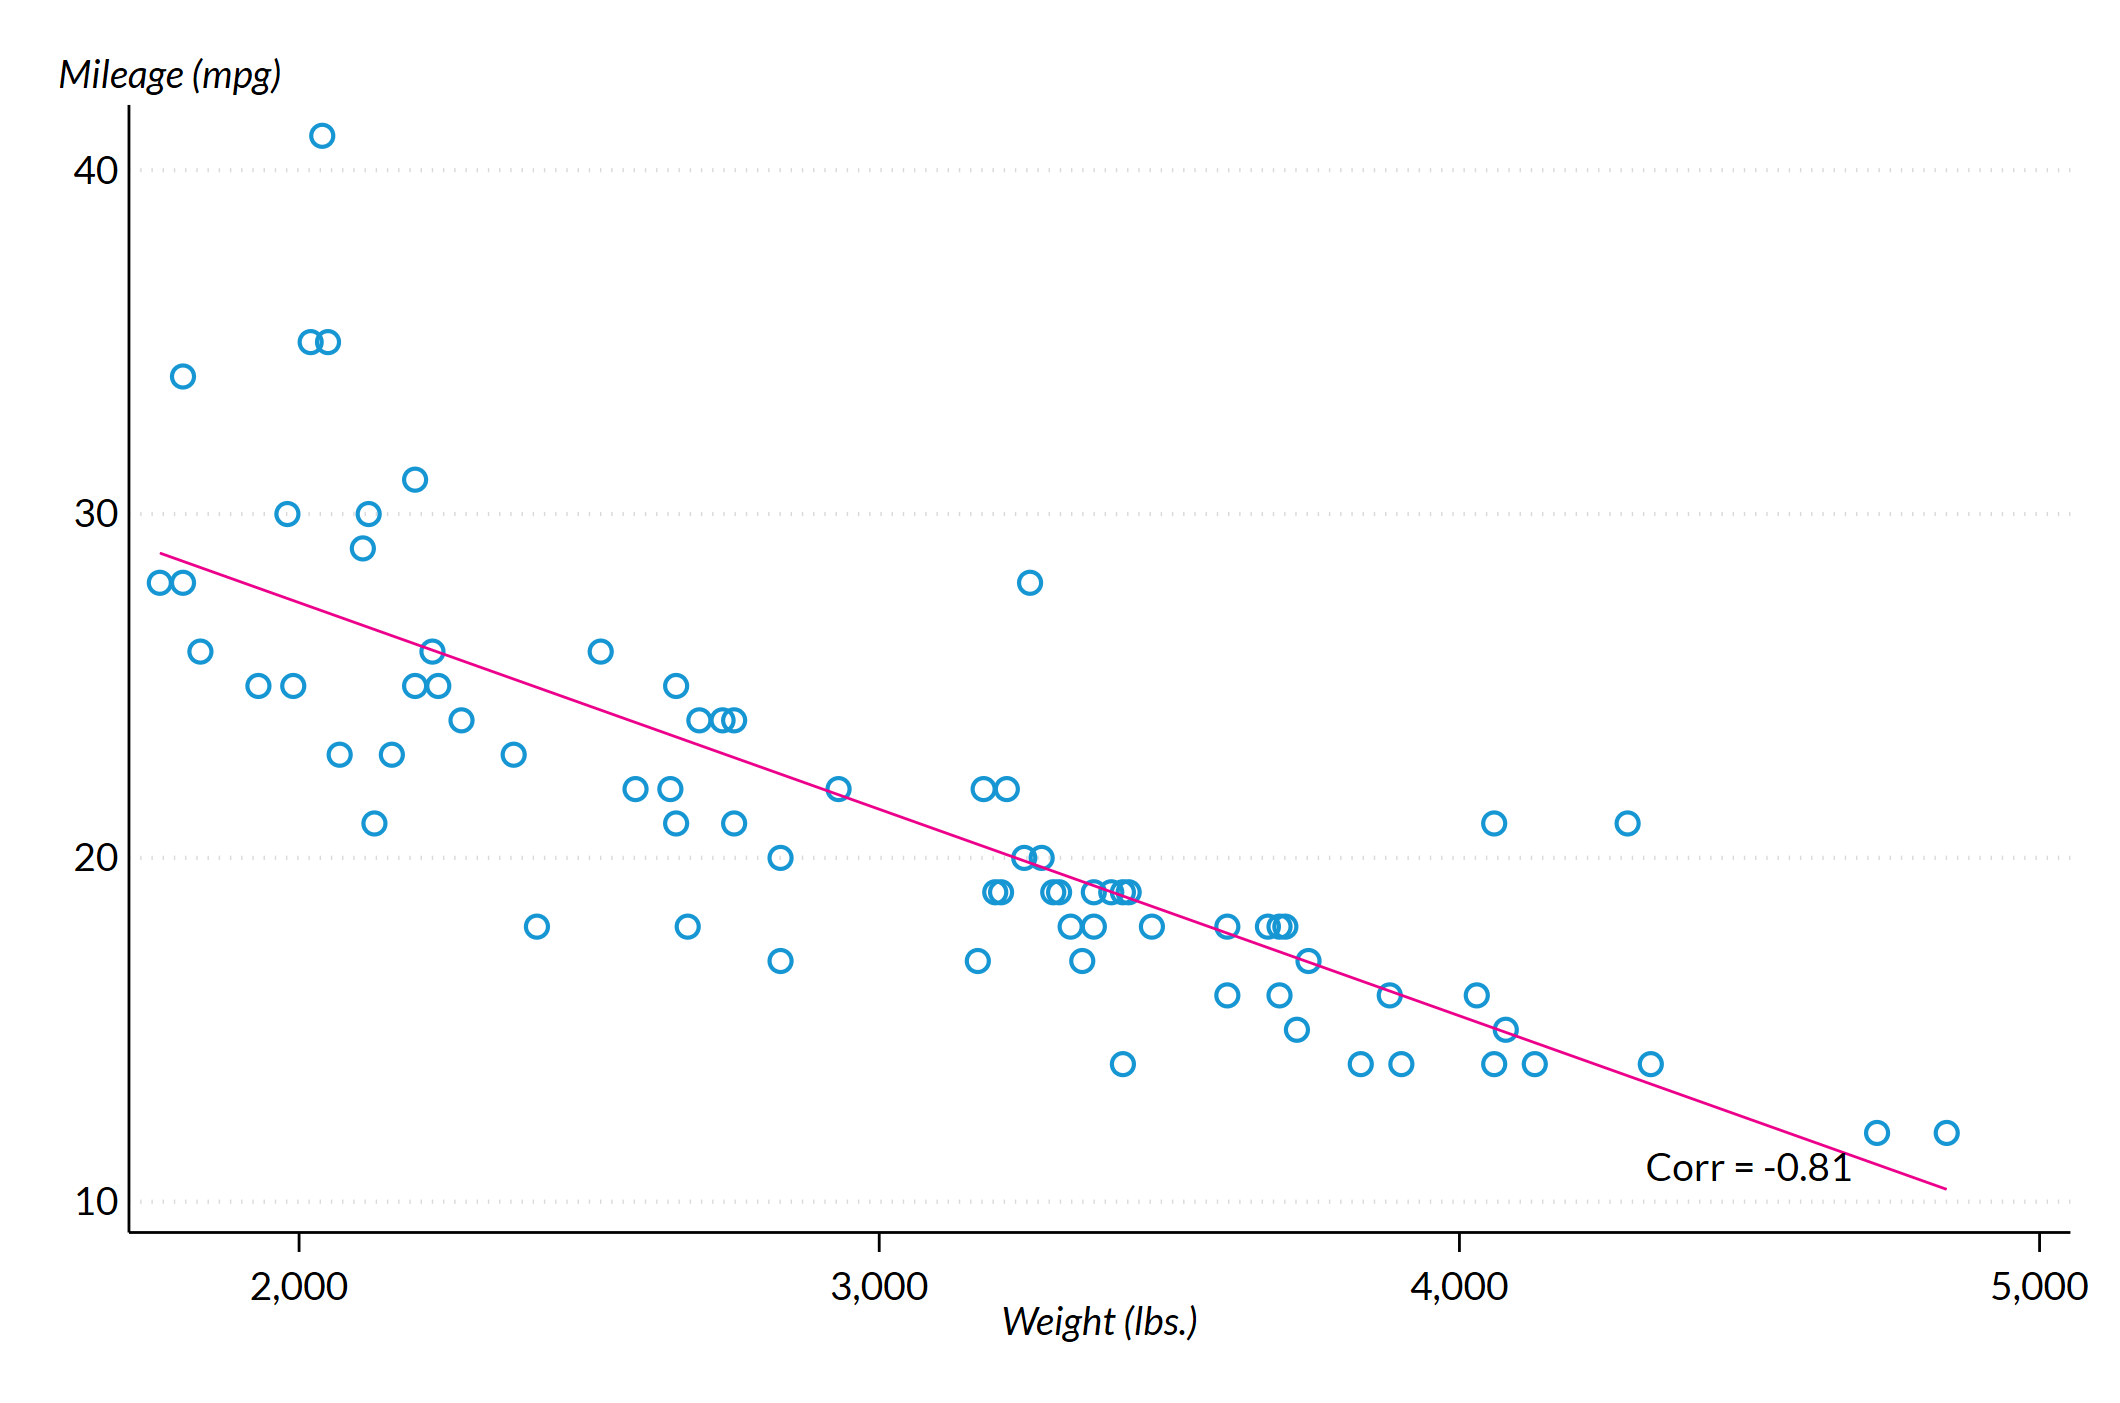 Mileage (mpg)
40
30
20
10
Corr = -0.81
2,000 3,000 4,000 5,000
Weight (lbs.)